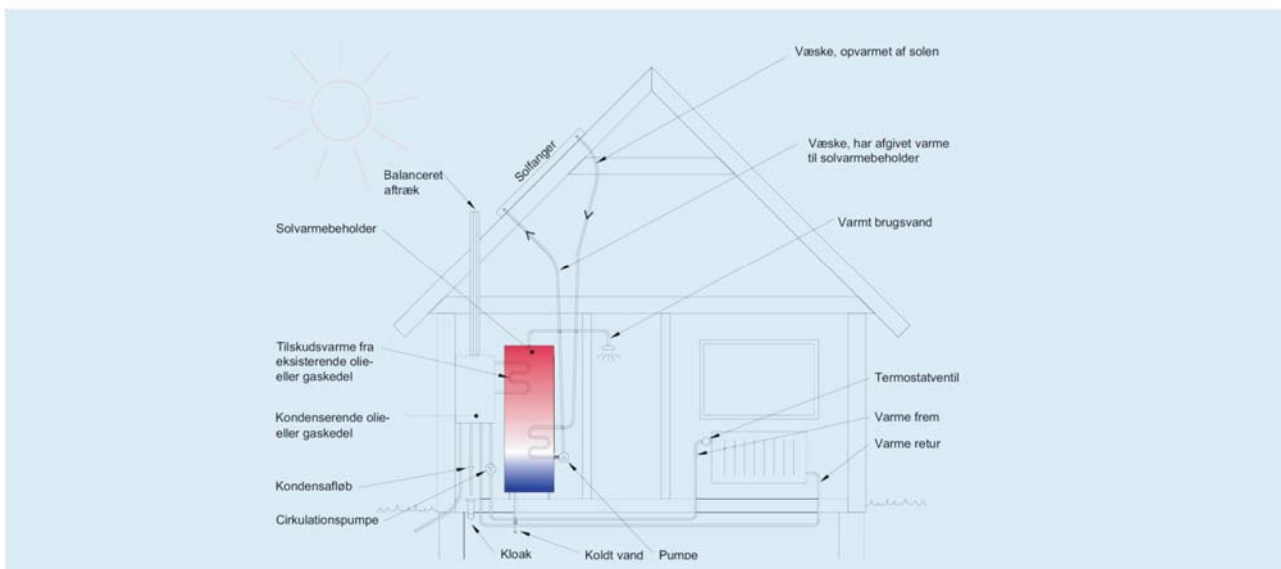 Væske, opvarmet af solen
Væske, har afgivet varme
til solvarmebeholder
Solfanger
Balanceret
aftræk
Solvarmebeholder
Varmt brugsvand
Tilskudsvarme fra
eksisterende olie-
eller gaskedel
Termostatventil
Kondenserende olie-
eller gaskedel
Varme frem
Varme retur
Kondensafløb
Cirkulationspumpe
Kloak
Koldt vand
Pumpe